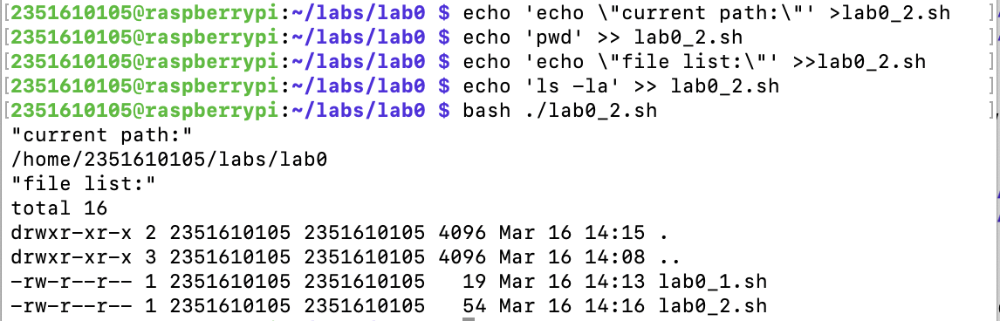 [2351610105@raspberrypi:~/labs/lab0 $ echo 'echo \"current path:\"' >lab0_2.sh ]
[2351610105@raspberrypi:~/labs/lab0 $ echo 'pwd' >> lab0_2.sh ]
[2351610105@raspberrypi:~/labs/lab0 $ echo 'echo \"file list:\"' >>lab0_2.sh ]
[2351610105@raspberrypi:~/labs/lab0 $ echo 'ls -la' >> lab0_2.sh ]
[2351610105@raspberrypi:~/labs/lab0 $ bash ./lab0_2.sh ]
"current path:"
/home/2351610105/labs/lab0
"file list:"
total 16
drwxr-xr-x 2 2351610105 2351610105 4096 Mar 16 14:15 .
drwxr-xr-x 3 2351610105 2351610105 4096 Mar 16 14:08 ..
-rw-r--r-- 1 2351610105 2351610105   19 Mar 16 14:13 lab0_1.sh
-rw-r--r-- 1 2351610105 2351610105   54 Mar 16 14:16 lab0_2.sh